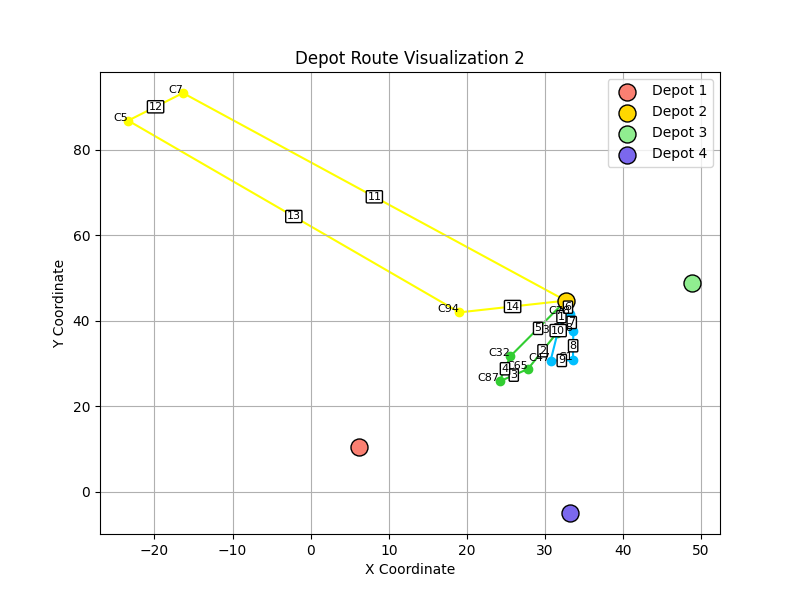 Depot Route Visualization 2
Depot 1
Depot 2
Depot 3
Depot 4
C7
C5
12
11
13
C94
14
6
1
7
5
10
8
C32
2
C47
9
C65
4
3
C87
80
60
40
20
0
Y Coordinate
−20
−10
0
10
20
30
40
50
X Coordinate